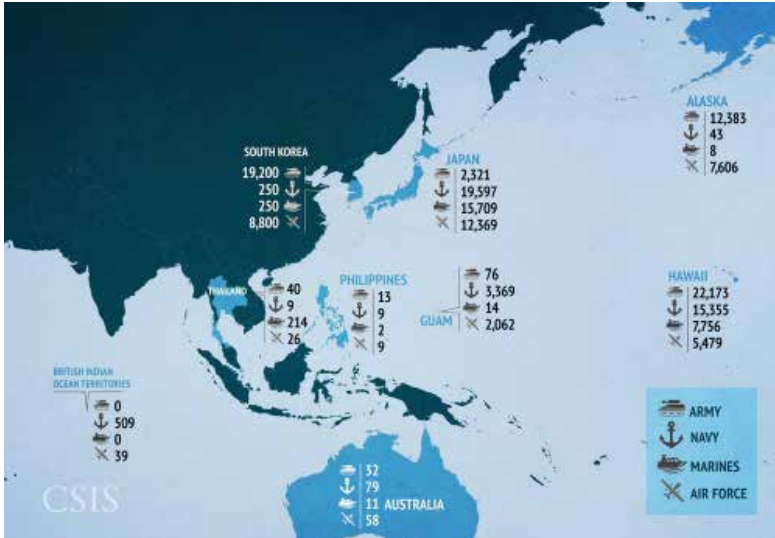 ALASKA
12,383
43
8
7,606
SOUTH KOREA
19,200
250
250
8,800
JAPAN
2,321
19,597
15,709
12,369
THAILAND
40
9
214
26
PHILIPPINES
13
9
2
9
GUAM
76
3,369
14
2,062
HAWAII
22,173
15,355
7,756
5,479
BRITISH INDIAN
OCEAN TERRITORIES
0
509
0
39
32
79
11 AUSTRALIA
58
ARMY
NAVY
MARINES
AIR FORCE
CSIS